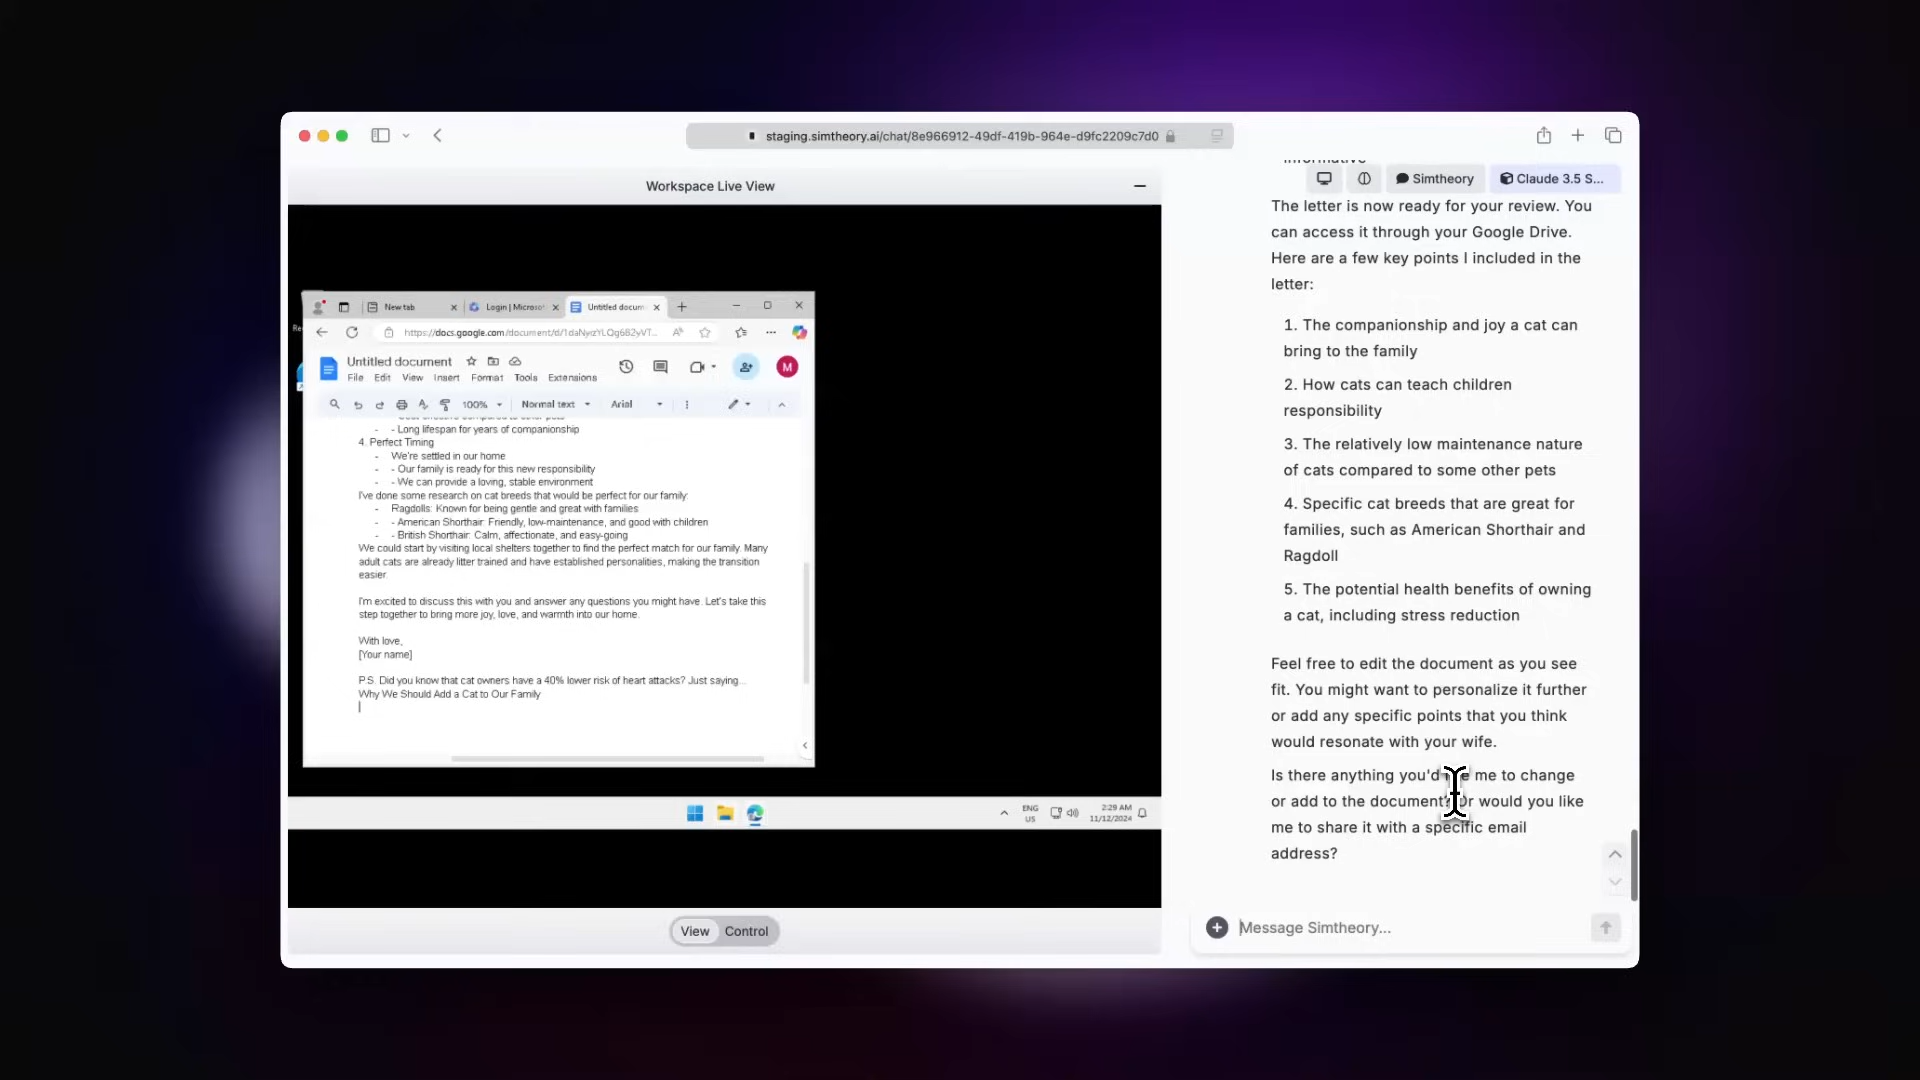 staging.simtheory.ai/chat/8e966912-49df-419b-964e-d9fc2209c7d0
Workspace Live View
New tab
Login | Microsof
Untitled docum
https://docs.google.com/document/d/
Untitled document
File Edit View Insert Format Tools Extensions
M
100% Normal text Arial
- - Long lifespan for years of companionship
4. Perfect Timing
- We're settled in our home
- - Our family is ready for this new responsibility
- - We can provide a loving, stable environment
I've done some research on cat breeds that would be perfect for our family:
- Ragdolls: Known for being gentle and great with families
- - American Shorthair: Friendly, low-maintenance, and good with children
- - British Shorthair: Calm, affectionate, and easy-going
We could start by visiting local shelters together to find the perfect match for our family. Many
adult cats are already litter trained and have established personalities, making the transition
easier.
I'm excited to discuss this with you and answer any questions you might have. Let's take this
step together to bring more joy, love, and warmth into our home.
With love,
[Your name]
P.S. Did you know that cat owners have a 40% lower risk of heart attacks? Just saying...
Why We Should Add a Cat to Our Family
ENG
US
2:29 AM
11/12/2024
View Control
Simtheory
Claude 3.5 S...
The letter is now ready for your review. You
can access it through your Google Drive.
Here are a few key points I included in the
letter:
1. The companionship and joy a cat can
bring to the family
2. How cats can teach children
responsibility
3. The relatively low maintenance nature
of cats compared to some other pets
4. Specific cat breeds that are great for
families, such as American Shorthair and
Ragdoll
5. The potential health benefits of owning
a cat, including stress reduction
Feel free to edit the document as you see
fit. You might want to personalize it further
or add any specific points that you think
would resonate with your wife.
Is there anything you'd me to change
or add to the document? Or would you like
me to share it with a specific email
address?
Message Simtheory...